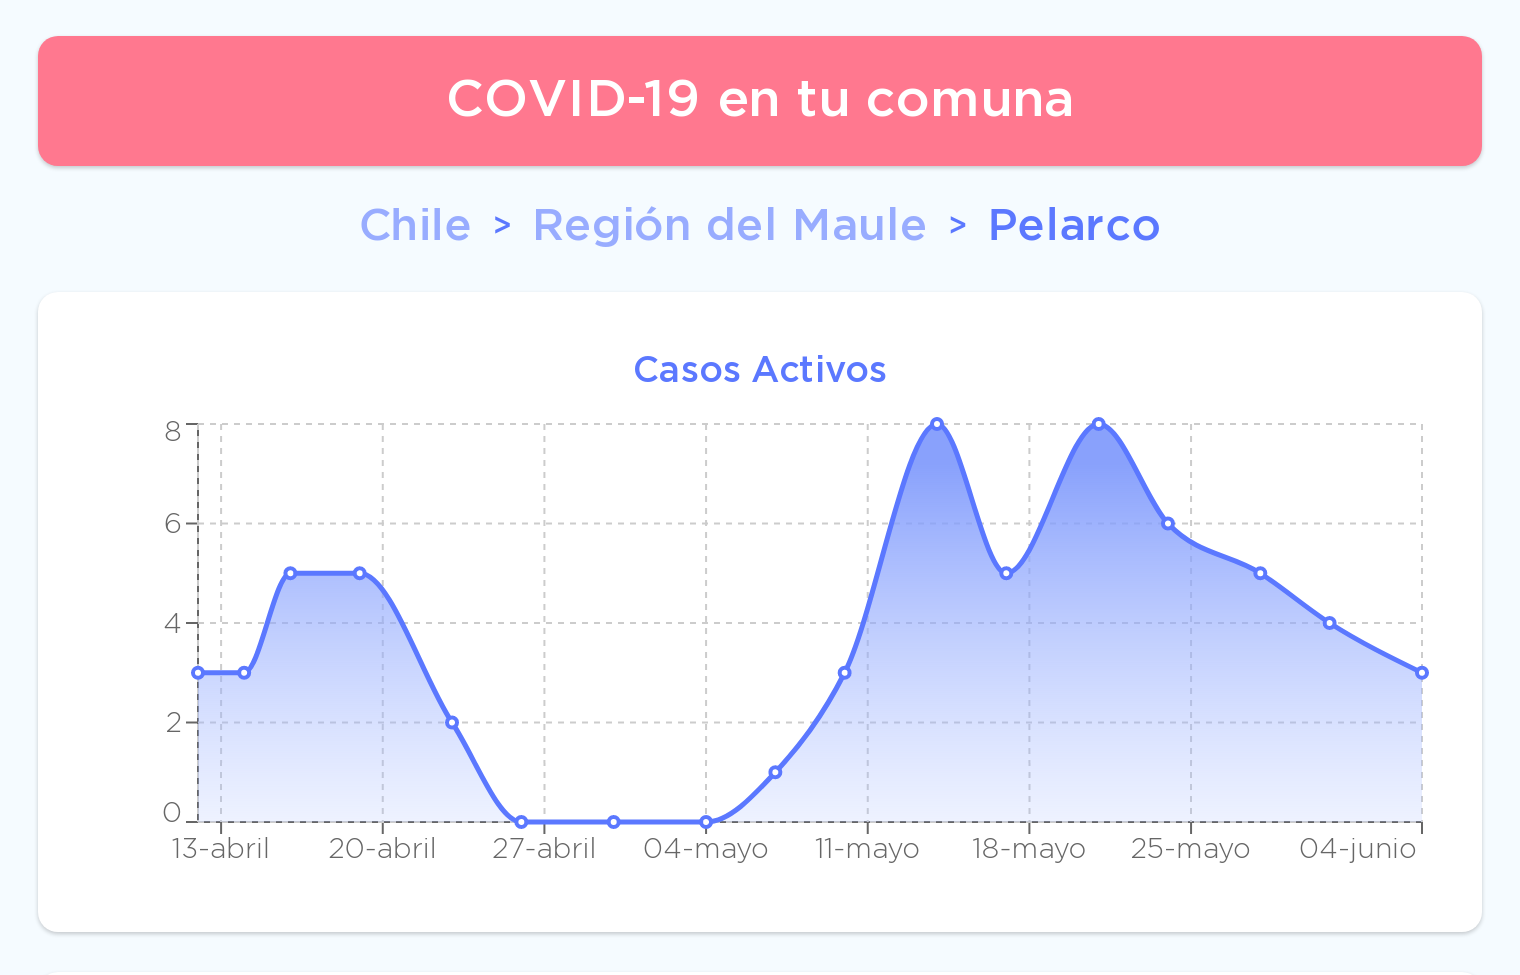 COVID-19 en tu comuna
Chile > Región del Maule > Pelarco
Casos Activos
8
6
4
2
0
13-abril 20-abril 27-abril 04-mayo 11-mayo 18-mayo 25-mayo 04-junio